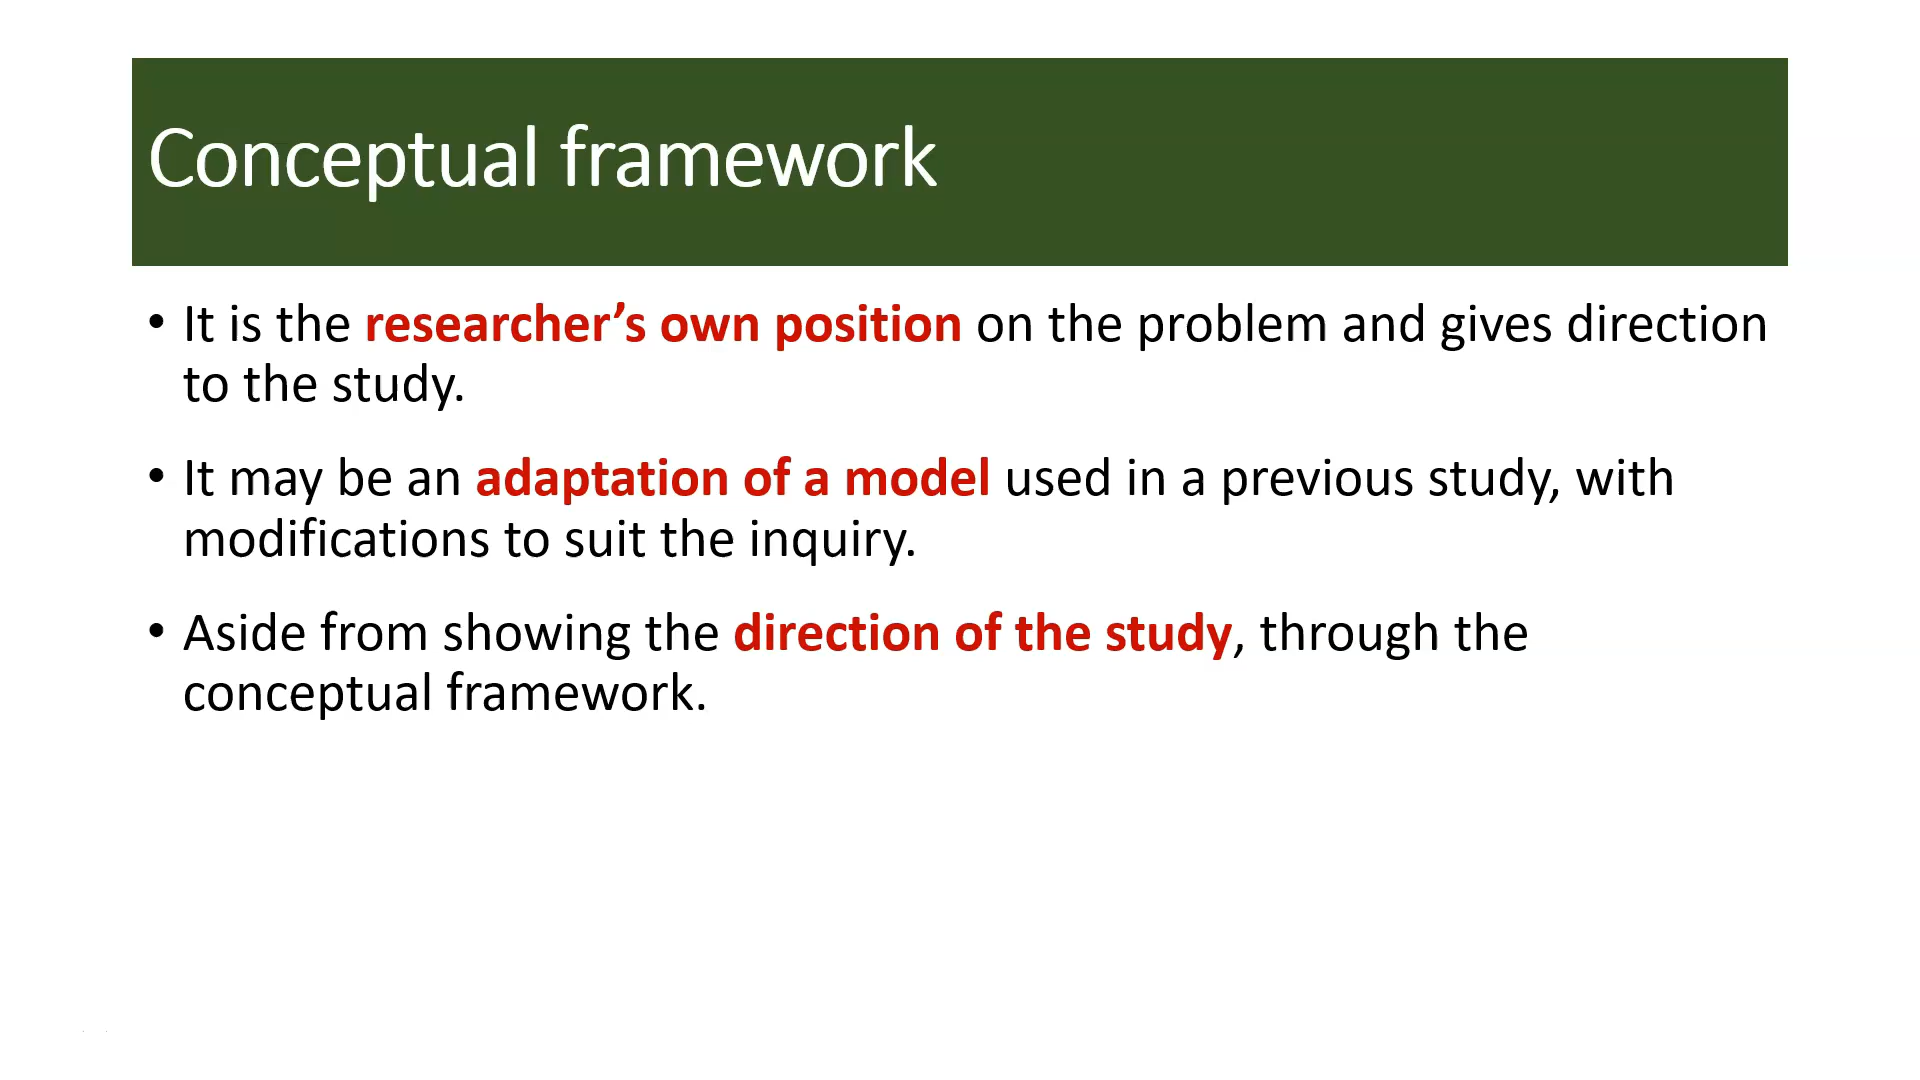 Conceptual framework
• It is the researcher’s own position on the problem and gives direction
to the study.
• It may be an adaptation of a model used in a previous study, with
modifications to suit the inquiry.
• Aside from showing the direction of the study, through the
conceptual framework.